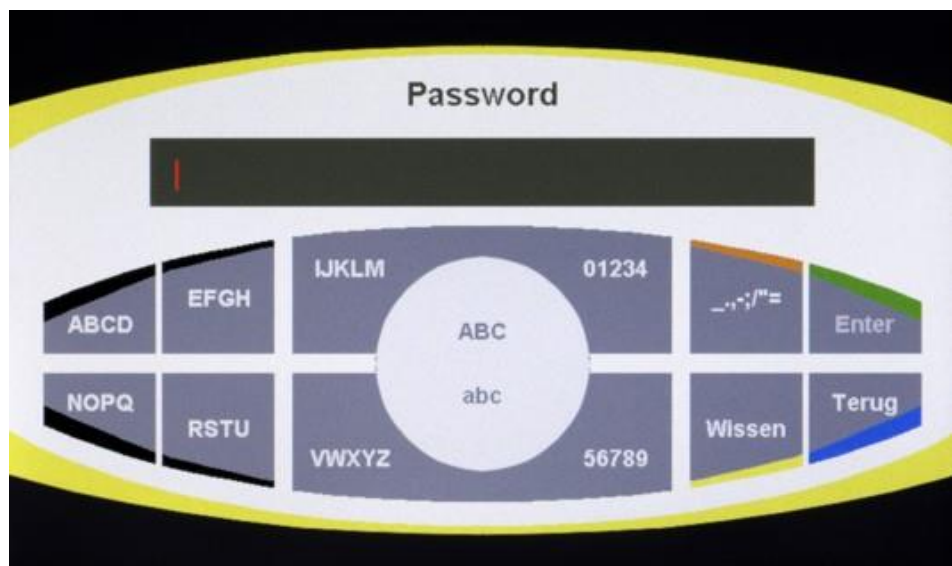 Password
ABCD
EFGH
IJKLM
01234
_.,-;/"=
Enter
ABC
abc
NOPQ
RSTU
VWXYZ
56789
Wissen
Terug